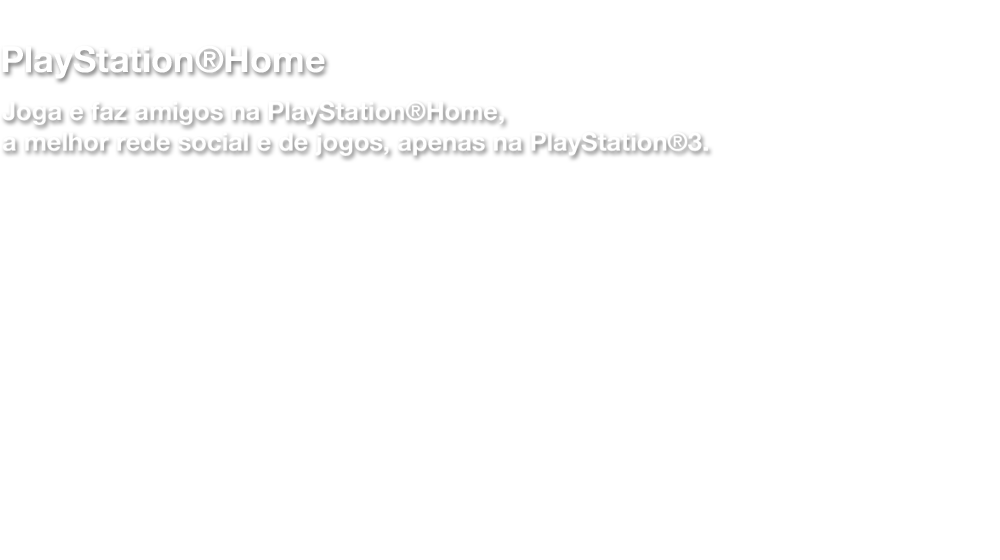 PlayStation®Home
Joga e faz amigos na PlayStation®Home,
a melhor rede social e de jogos, apenas na PlayStation®3.